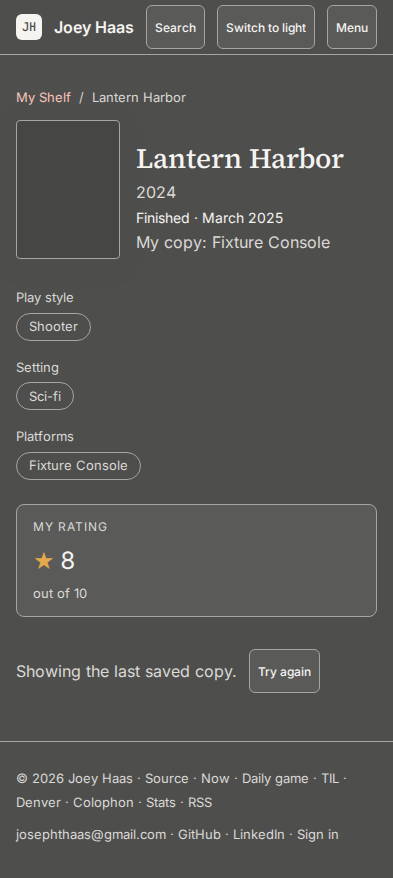 JH Joey Haas Search Switch to light Menu
My Shelf / Lantern Harbor
Lantern Harbor
2024
Finished · March 2025
My copy: Fixture Console
Play style
Shooter
Setting
Sci-fi
Platforms
Fixture Console
MY RATING
★ 8
out of 10
Showing the last saved copy. Try again
© 2026 Joey Haas · Source · Now · Daily game · TIL ·
Denver · Colophon · Stats · RSS
josephthaas@gmail.com · GitHub · LinkedIn · Sign in